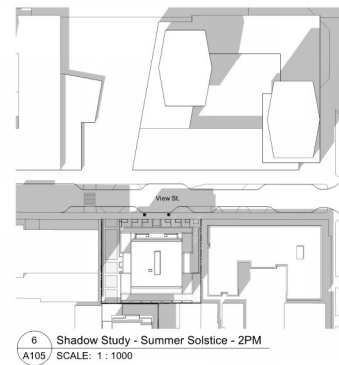 View St.
6 Shadow Study - Summer Solstice - 2PM
A105 SCALE: 1 : 1000